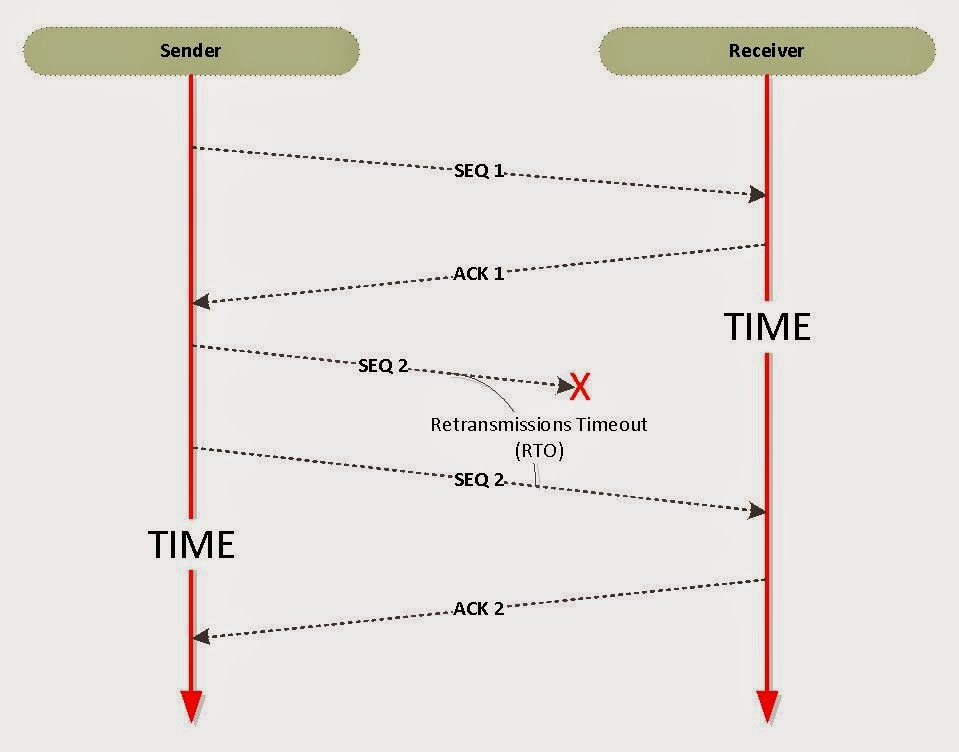 Sender
Receiver
SEQ 1
ACK 1
TIME
SEQ 2
X
Retransmissions Timeout
(RTO)
SEQ 2
TIME
ACK 2